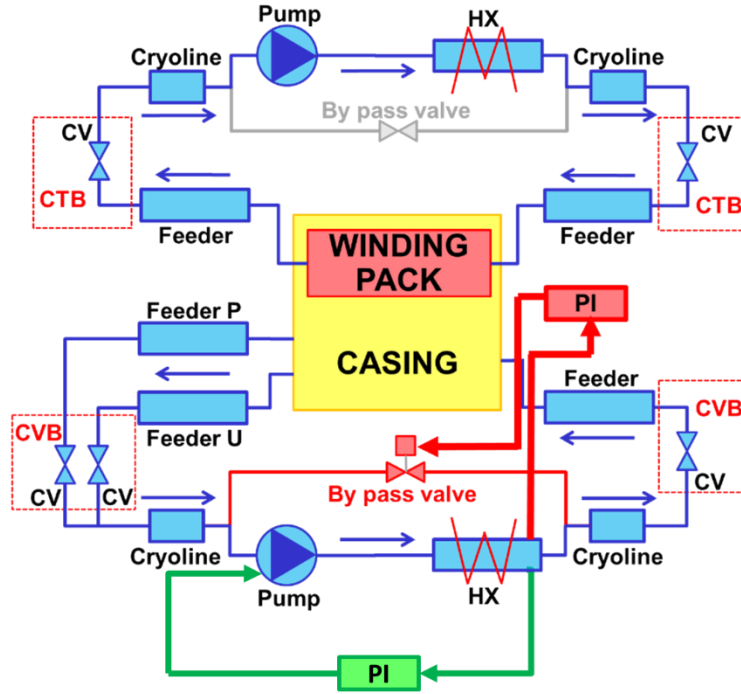 Pump
HX
Cryoline
Cryoline
By pass valve
CV
CV
CTB
CTB
Feeder
Feeder
WINDING
PACK
PI
Feeder P
CASING
Feeder
Feeder U
CVB
CVB
CV
CV
CV
By pass valve
Cryoline
Cryoline
Pump
HX
PI